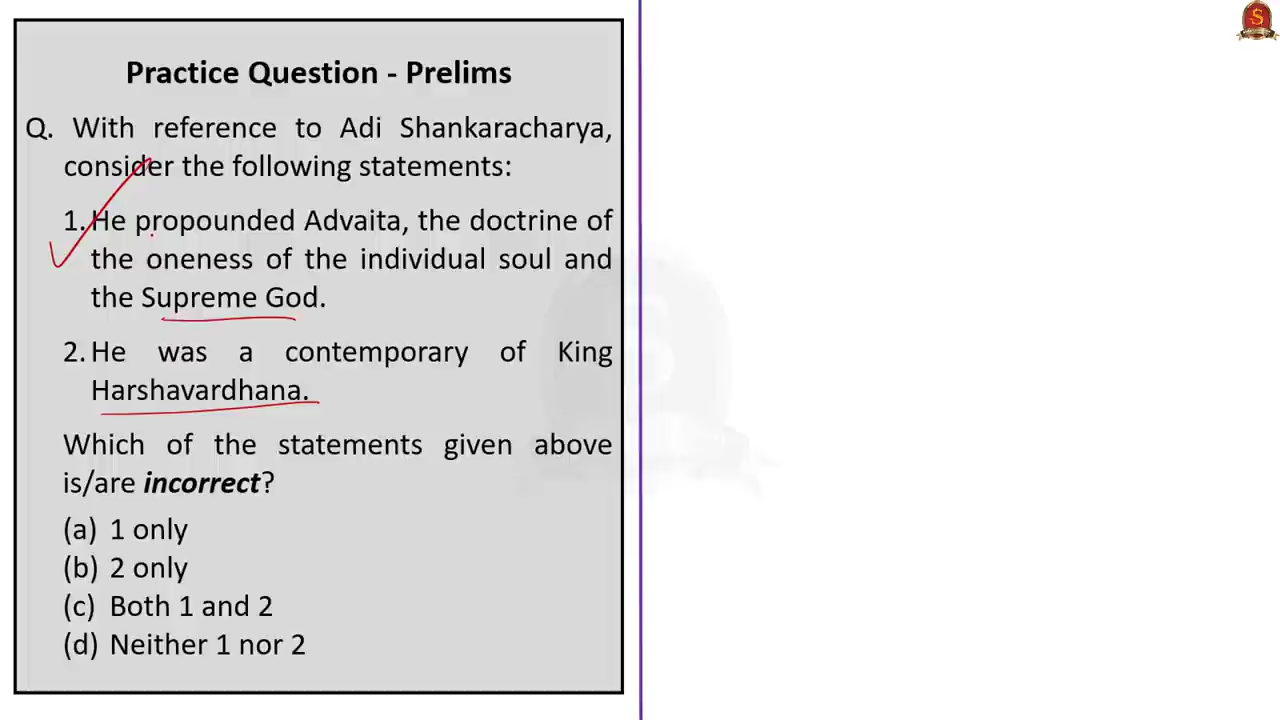 Practice Question - Prelims
Q. With reference to Adi Shankaracharya,
consider the following statements:
1. He propounded Advaita, the doctrine of
the oneness of the individual soul and
the Supreme God.
2. He was a contemporary of King
Harshavardhana.
Which of the statements given above
is/are incorrect?
(a) 1 only
(b) 2 only
(c) Both 1 and 2
(d) Neither 1 nor 2
S